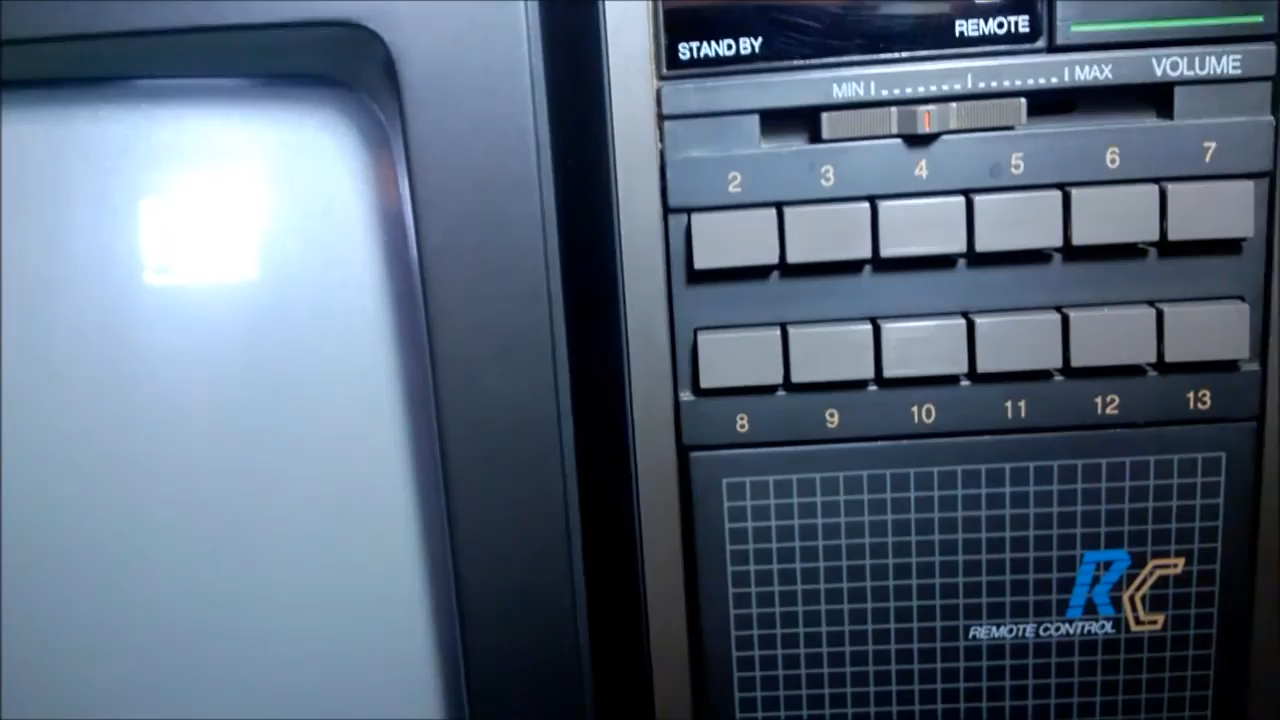 STAND BY
REMOTE
MIN MAX VOLUME
2 3 4 5 6 7
8 9 10 11 12 13
RC
REMOTE CONTROL